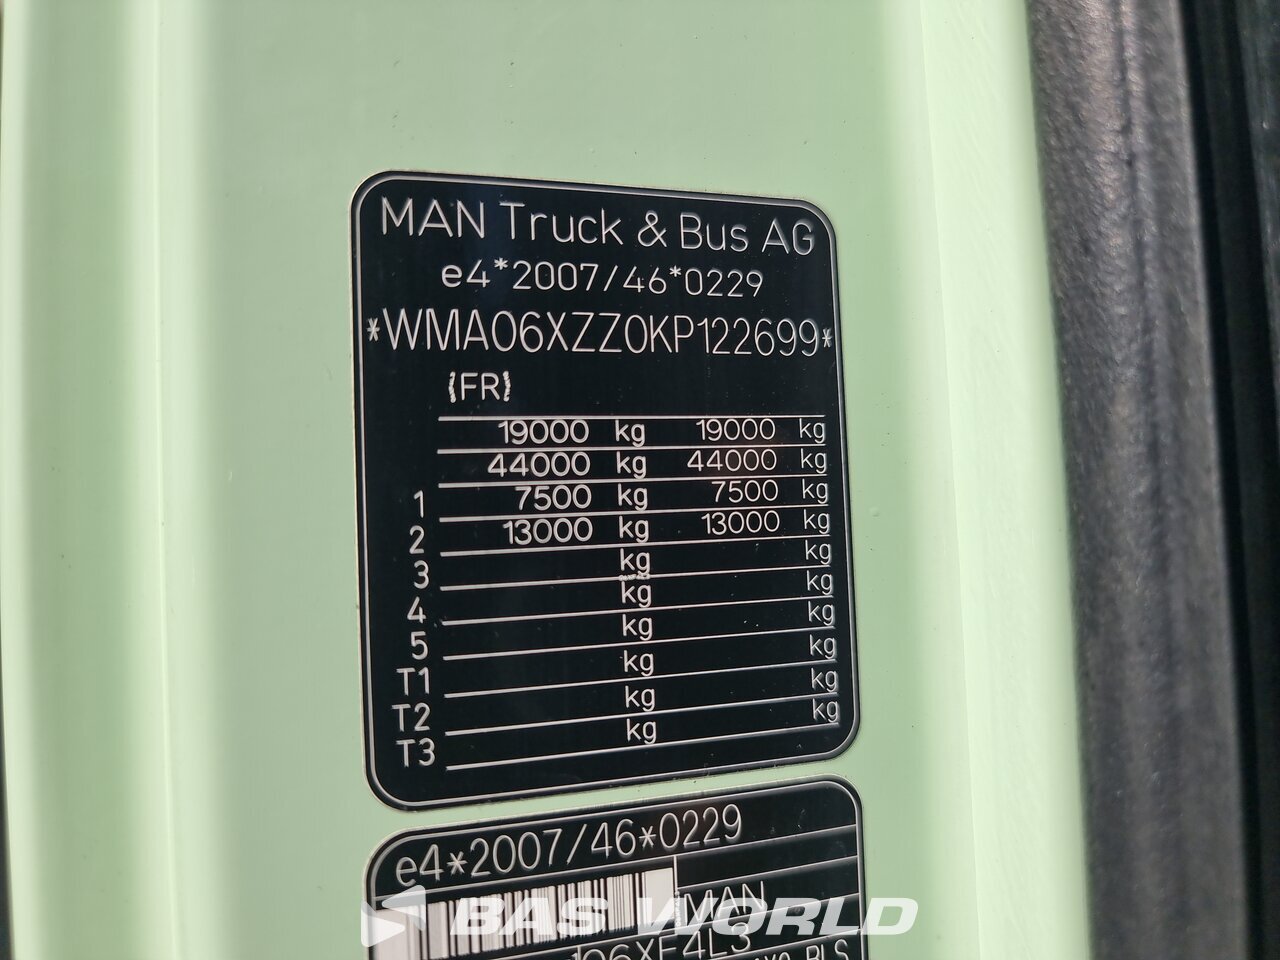 MAN Truck & Bus AG
e4*2007/46*0229
*WMA06XZZ0KP122699*
(FR)
19000 kg 19000 kg
44000 kg 44000 kg
1 7500 kg 7500 kg
2 13000 kg 13000 kg
3 kg kg
4 kg kg
5 kg kg
T1 kg kg
T2 kg kg
T3 kg kg
e4*2007/46*0229
MAN
BAS WORLD